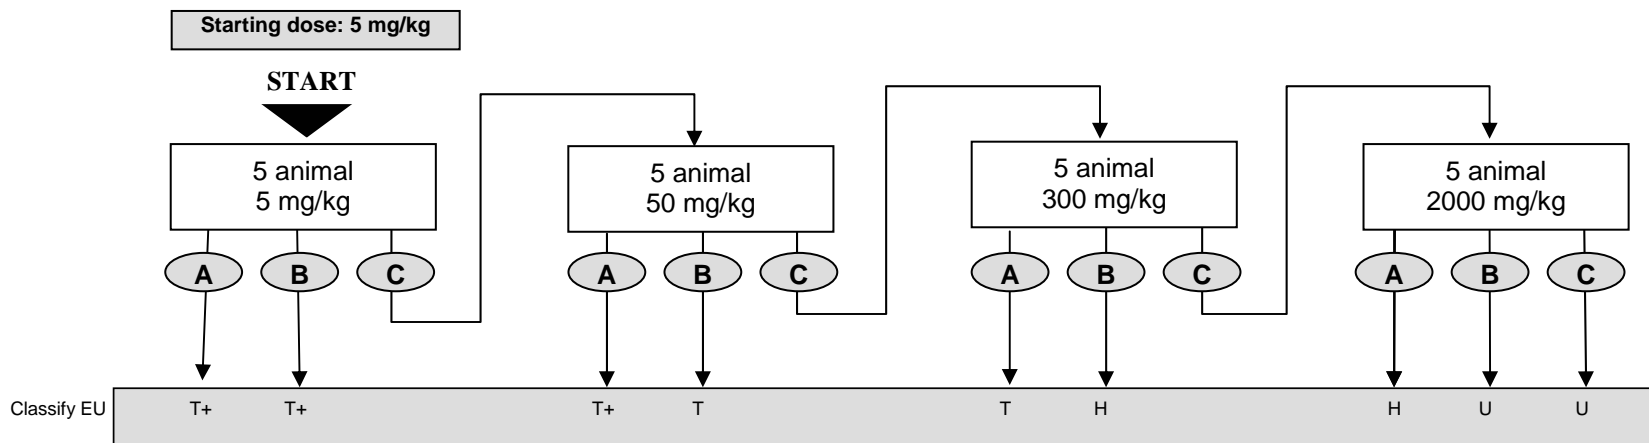 Starting dose: 5 mg/kg
START
5 animal
5 mg/kg
5 animal
50 mg/kg
5 animal
300 mg/kg
5 animal
2000 mg/kg
A B C A B C A B C A B C
Classify EU T+ T+ T+ T T H H U U